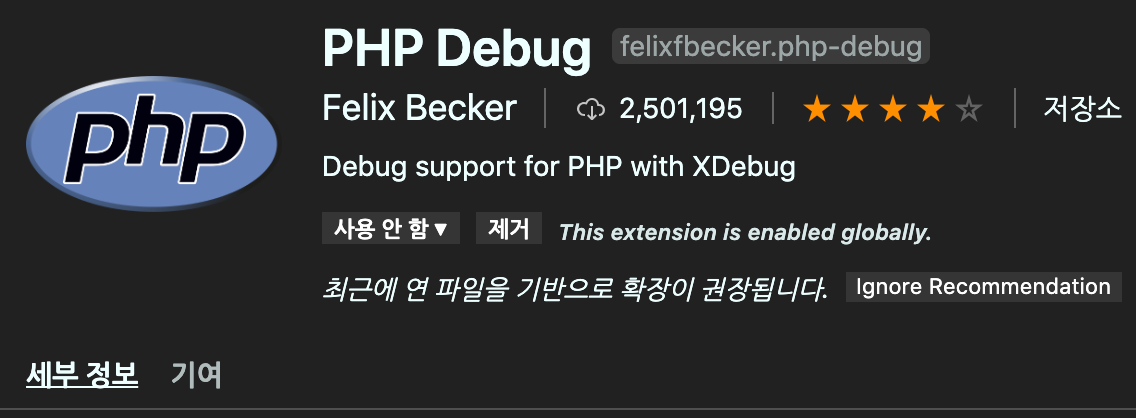 PHP Debug felixfbecker.php-debug
php
Felix Becker 2,501,195 저장소
Debug support for PHP with XDebug
사용 안 함▼ 제거 This extension is enabled globally.
최근에 연 파일을 기반으로 확장이 권장됩니다. Ignore Recommendation
세부 정보 기여